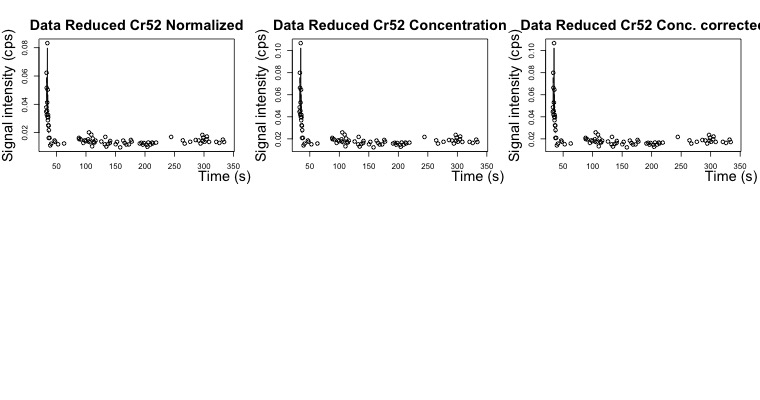 Data Reduced Cr52 Normalized
Signal intensity (cps)
0.02 0.04 0.06 0.08
50 100 150 200 250 300 350
Time (s)
Data Reduced Cr52 Concentration
Signal intensity (cps)
0.02 0.04 0.06 0.08 0.10
50 100 150 200 250 300 350
Time (s)
Data Reduced Cr52 Conc. corrected
Signal intensity (cps)
0.02 0.04 0.06 0.08 0.10
50 100 150 200 250 300 350
Time (s)